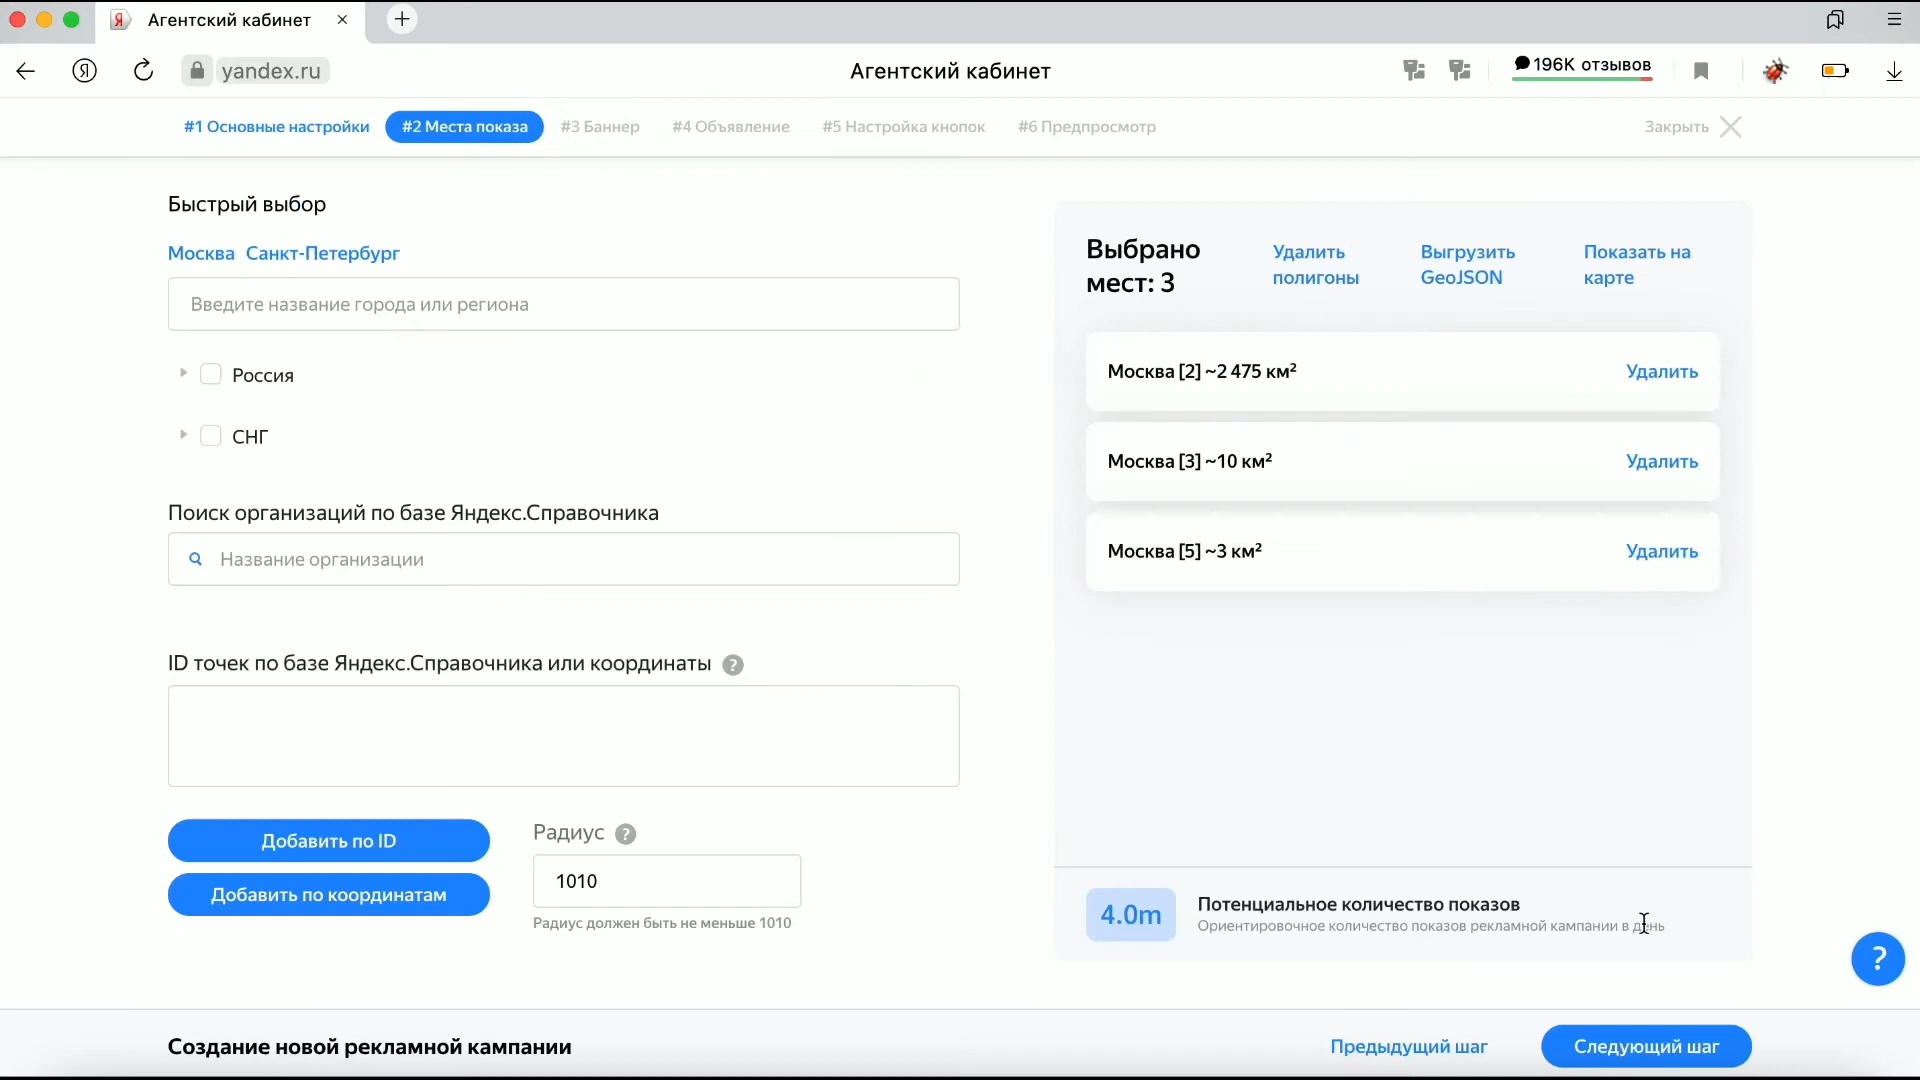 Агентский кабинет
yandex.ru
Агентский кабинет
196K отзывов
#1 Основные настройки
#2 Места показа
#3 Баннер
#4 Объявление
#5 Настройка кнопок
#6 Предпросмотр
Закрыть
Быстрый выбор
Москва Санкт-Петербург
Введите название города или региона
Россия
СНГ
Поиск организаций по базе Яндекс.Справочника
Название организации
ID точек по базе Яндекс.Справочника или координаты ?
Добавить по ID
Добавить по координатам
Радиус ?
1010
Радиус должен быть не меньше 1010
Выбрано
мест: 3
Удалить
полигоны
Выгрузить
GeoJSON
Показать на
карте
Москва [2] ~2 475 км² Удалить
Москва [3] ~10 км² Удалить
Москва [5] ~3 км² Удалить
4.0m
Потенциальное количество показов
Ориентировочное количество показов рекламной кампании в день
?
Создание новой рекламной кампании
Предыдущий шаг
Следующий шаг